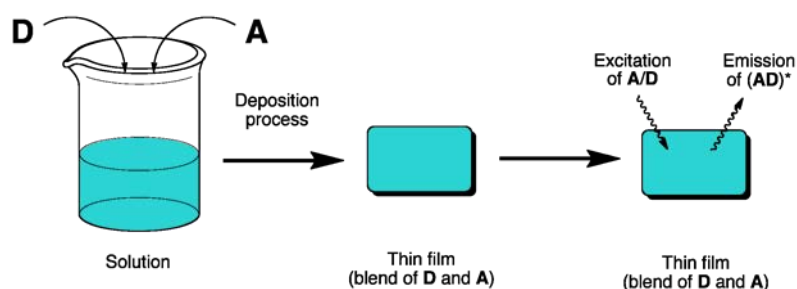 D
A
Deposition
process
Solution
Thin film
(blend of D and A)
Excitation
of A/D
Emission
of (AD)*
Thin film
(blend of D and A)